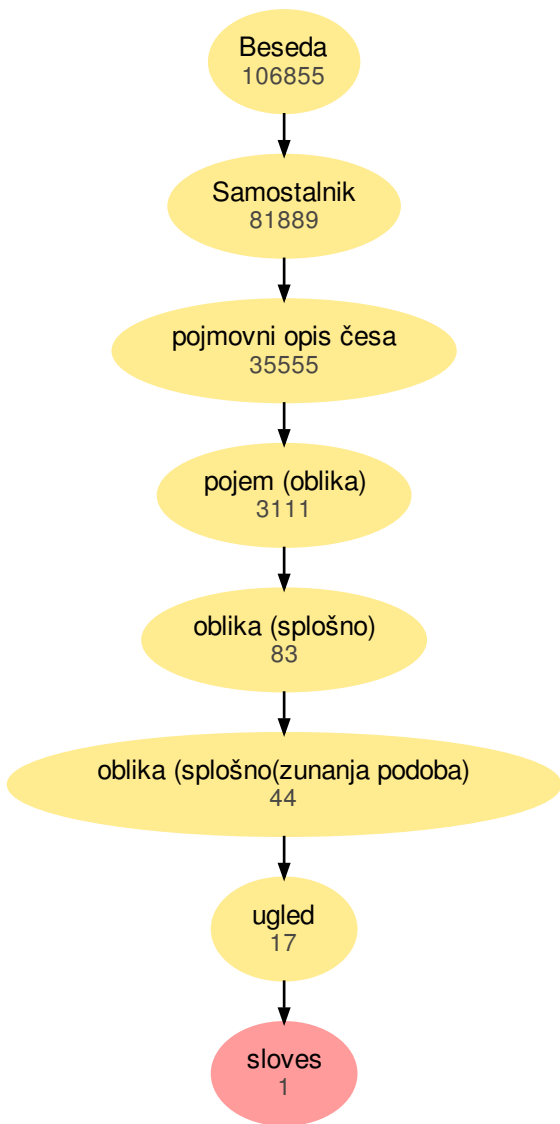 Beseda
106855
Samostalnik
81889
pojmovni opis česa
35555
pojem (oblika)
3111
oblika (splošno)
83
oblika (splošno(zunanja podoba)
44
ugled
17
sloves
1